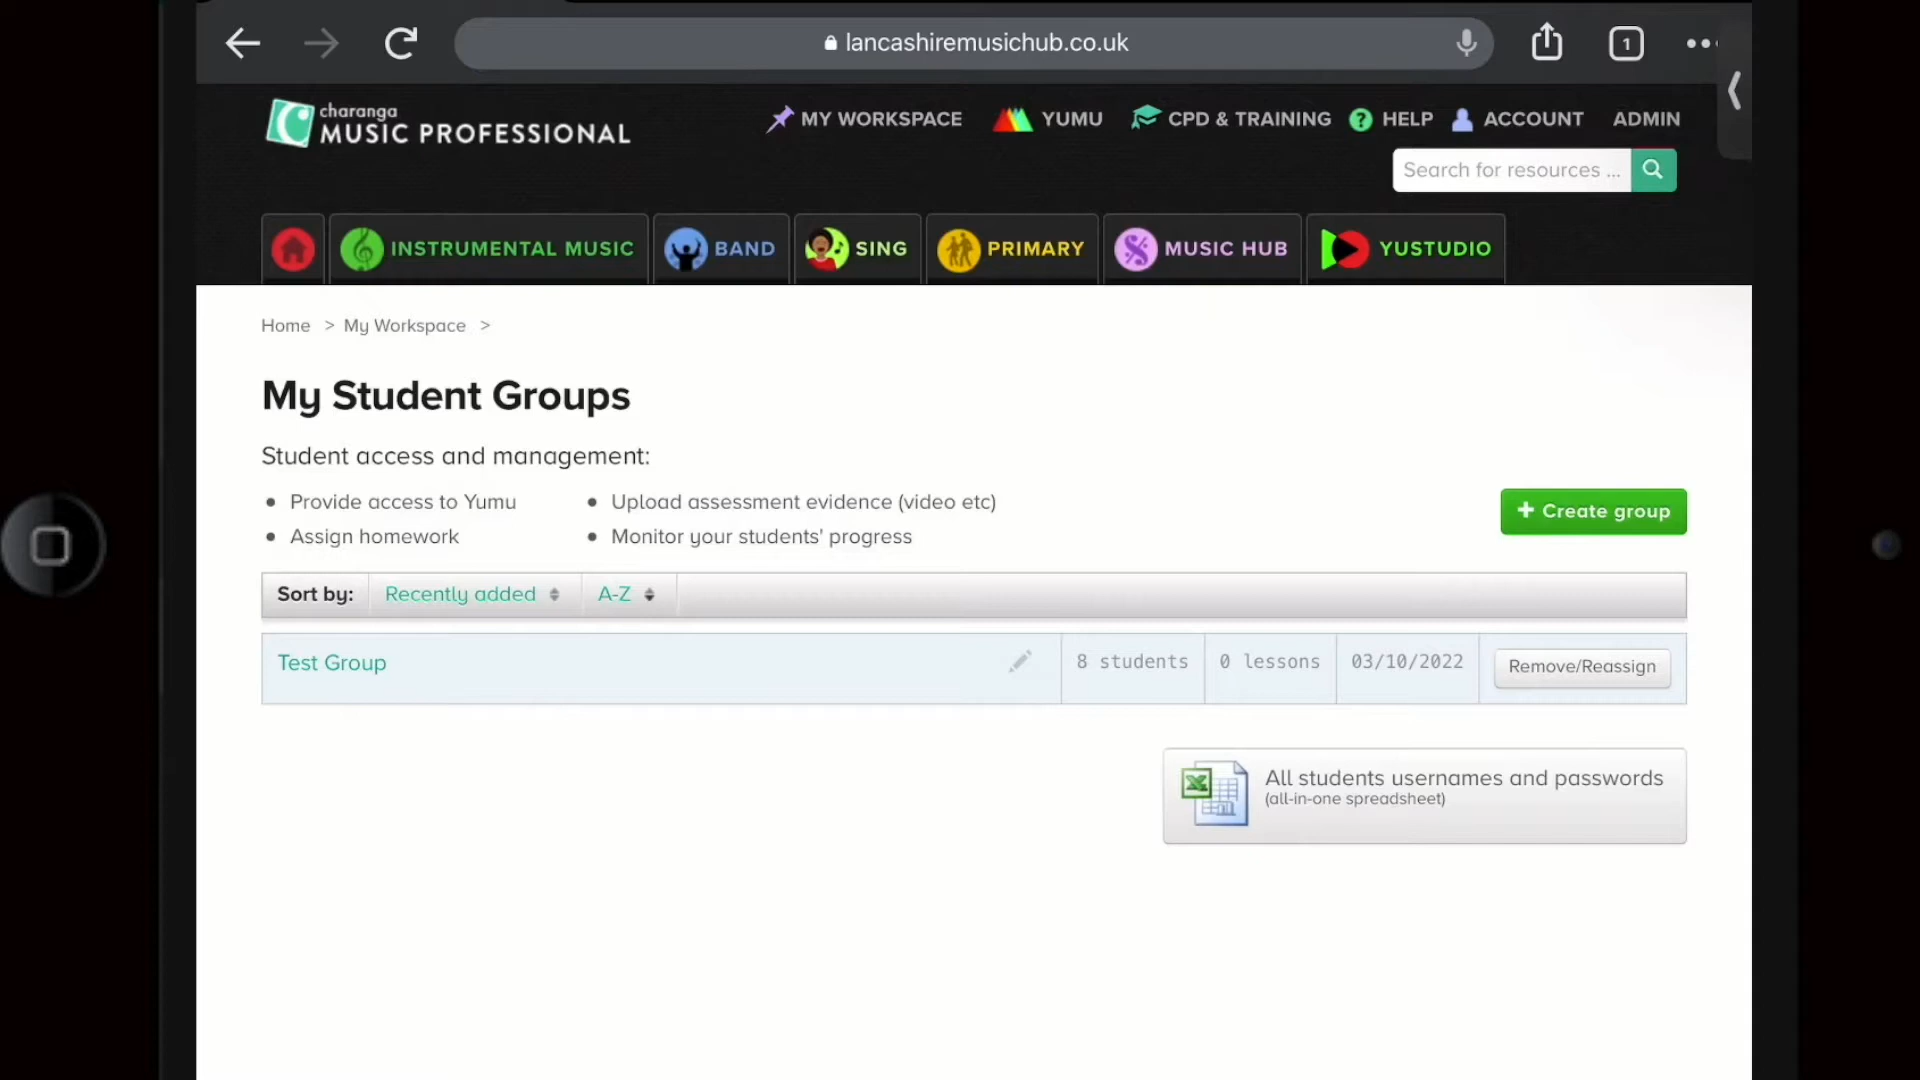 lancashiremusichub.co.uk
1
charanga
MUSIC PROFESSIONAL
MY WORKSPACE
YUMU
CPD & TRAINING
? HELP
ACCOUNT
ADMIN
Search for resources ...
INSTRUMENTAL MUSIC
BAND
SING
PRIMARY
MUSIC HUB
YUSTUDIO
Home > My Workspace >
My Student Groups
Student access and management:
• Provide access to Yumu
• Upload assessment evidence (video etc)
• Assign homework
• Monitor your students' progress
+ Create group
Sort by: Recently added A-Z
Test Group 8 students 0 lessons 03/10/2022 Remove/Reassign
All students usernames and passwords
(all-in-one spreadsheet)